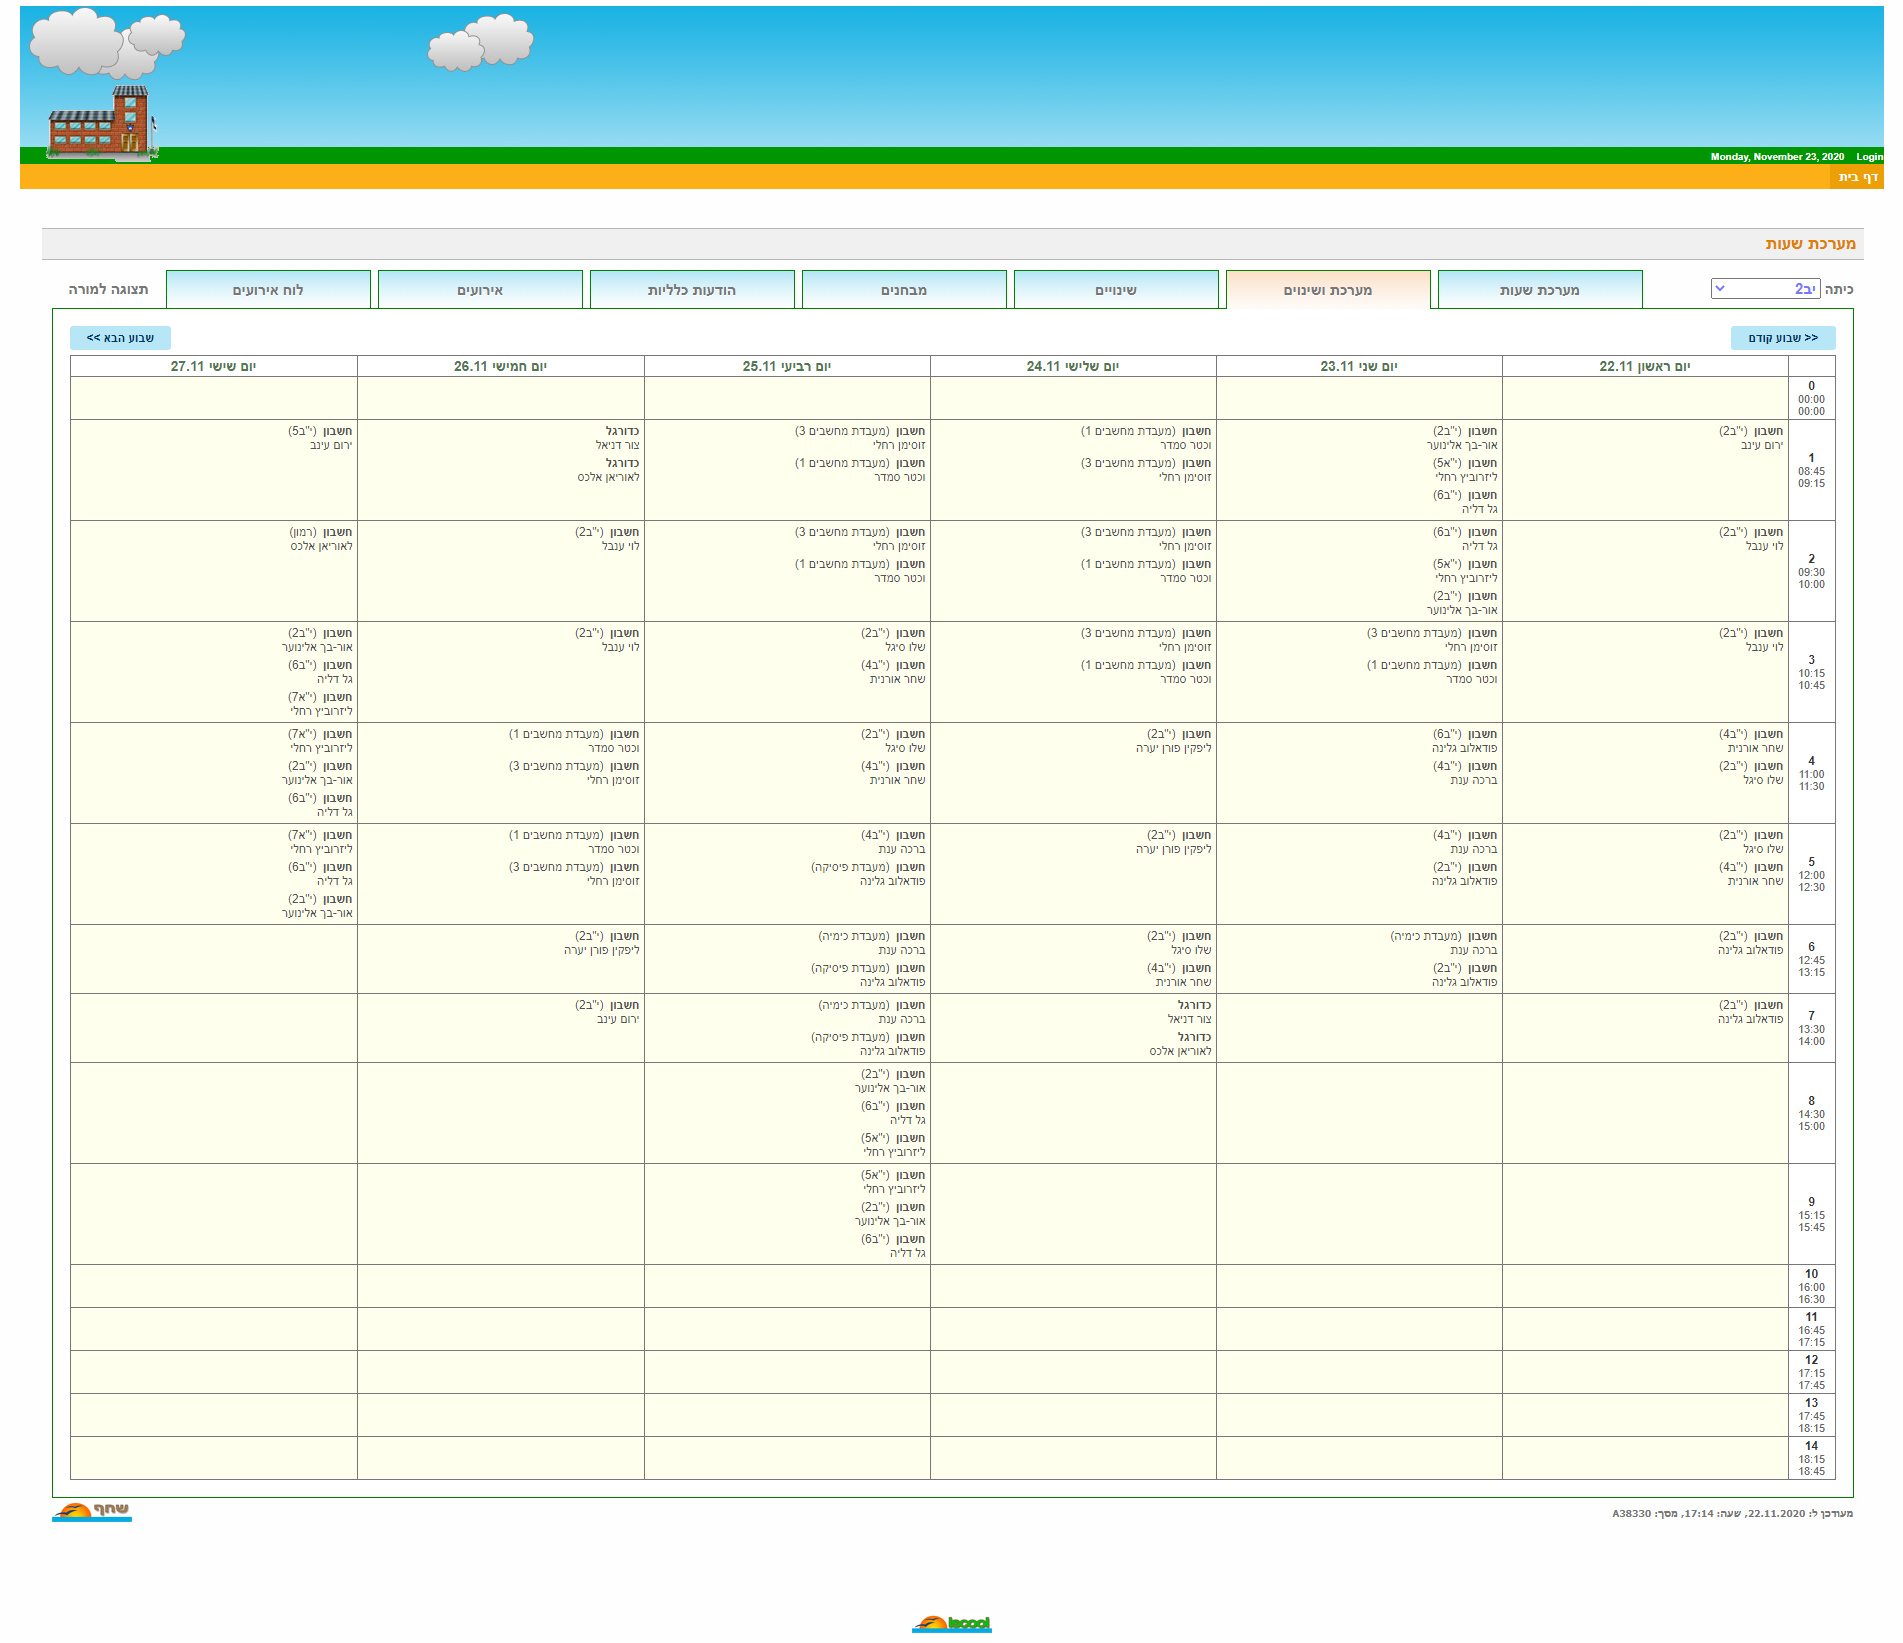 Monday, November 23, 2020 Login
דף בית
מערכת שעות
כיתה יב2
מערכת שעות
מערכת ושינוים
שינויים
מבחנים
הודעות כלליות
אירועים
לוח אירועים
תצוגה למורה
<< שבוע קודם
שבוע הבא >>
יום ראשון 22.11
יום שני 23.11
יום שלישי 24.11
יום רביעי 25.11
יום חמישי 26.11
יום שישי 27.11
0
00:00
00:00
1
08:45
09:15
חשבון (י"ב2)
ירום עינב
חשבון (י"ב2)
אור-בך אלינוער
חשבון (י"א5)
ליזרוביץ רחלי
חשבון (י"ב6)
גל דליה
חשבון (מעבדת מחשבים 1)
וכטר סמדר
חשבון (מעבדת מחשבים 3)
זוסימן רחלי
חשבון (מעבדת מחשבים 3)
זוסימן רחלי
חשבון (מעבדת מחשבים 1)
וכטר סמדר
כדורגל
צור דניאל
כדורגל
לאוריאן אלכס
חשבון (י"ב5)
ירום עינב
2
09:30
10:00
חשבון (י"ב2)
לוי ענבל
חשבון (י"ב6)
גל דליה
חשבון (י"א5)
ליזרוביץ רחלי
חשבון (י"ב2)
אור-בך אלינוער
חשבון (מעבדת מחשבים 3)
זוסימן רחלי
חשבון (מעבדת מחשבים 1)
וכטר סמדר
חשבון (מעבדת מחשבים 3)
זוסימן רחלי
חשבון (מעבדת מחשבים 1)
וכטר סמדר
חשבון (י"ב2)
לוי ענבל
חשבון (רמון)
לאוריאן אלכס
3
10:15
10:45
חשבון (י"ב2)
לוי ענבל
חשבון (מעבדת מחשבים 3)
זוסימן רחלי
חשבון (מעבדת מחשבים 1)
וכטר סמדר
חשבון (מעבדת מחשבים 3)
זוסימן רחלי
חשבון (מעבדת מחשבים 1)
וכטר סמדר
חשבון (י"ב2)
שלו סיגל
חשבון (י"ב4)
שחר אורנית
חשבון (י"ב2)
לוי ענבל
חשבון (י"ב2)
אור-בך אלינוער
חשבון (י"ב6)
גל דליה
חשבון (י"א7)
ליזרוביץ רחלי
4
11:00
11:30
חשבון (י"ב4)
שחר אורנית
חשבון (י"ב2)
שלו סיגל
חשבון (י"ב6)
פודאלוב גלינה
חשבון (י"ב4)
ברכה ענת
חשבון (י"ב2)
ליפקין פורן יערה
חשבון (י"ב2)
שלו סיגל
חשבון (י"ב4)
שחר אורנית
חשבון (מעבדת מחשבים 1)
וכטר סמדר
חשבון (מעבדת מחשבים 3)
זוסימן רחלי
חשבון (י"א7)
ליזרוביץ רחלי
חשבון (י"ב2)
אור-בך אלינוער
חשבון (י"ב6)
גל דליה
5
12:00
12:30
חשבון (י"ב2)
שלו סיגל
חשבון (י"ב4)
שחר אורנית
חשבון (י"ב4)
ברכה ענת
חשבון (י"ב2)
פודאלוב גלינה
חשבון (י"ב2)
ליפקין פורן יערה
חשבון (י"ב4)
ברכה ענת
חשבון (מעבדת פיסיקה)
פודאלוב גלינה
חשבון (מעבדת מחשבים 1)
וכטר סמדר
חשבון (מעבדת מחשבים 3)
זוסימן רחלי
חשבון (י"א7)
ליזרוביץ רחלי
חשבון (י"ב6)
גל דליה
חשבון (י"ב2)
אור-בך אלינוער
6
12:45
13:15
חשבון (י"ב2)
פודאלוב גלינה
חשבון (מעבדת כימיה)
ברכה ענת
חשבון (י"ב2)
פודאלוב גלינה
חשבון (י"ב2)
שלו סיגל
חשבון (י"ב4)
שחר אורנית
חשבון (מעבדת כימיה)
ברכה ענת
חשבון (מעבדת פיסיקה)
פודאלוב גלינה
חשבון (י"ב2)
ליפקין פורן יערה
7
13:30
14:00
חשבון (י"ב2)
פודאלוב גלינה
כדורגל
צור דניאל
כדורגל
לאוריאן אלכס
חשבון (מעבדת כימיה)
ברכה ענת
חשבון (מעבדת פיסיקה)
פודאלוב גלינה
חשבון (י"ב2)
ירום עינב
8
14:30
15:00
חשבון (י"ב2)
אור-בך אלינוער
חשבון (י"ב6)
גל דליה
חשבון (י"א5)
ליזרוביץ רחלי
9
15:15
15:45
חשבון (י"א5)
ליזרוביץ רחלי
חשבון (י"ב2)
אור-בך אלינוער
חשבון (י"ב6)
גל דליה
10
16:00
16:30
11
16:45
17:15
12
17:15
17:45
13
17:45
18:15
14
18:15
18:45
מעודכן ל: 22.11.2020, שעה: 17:14, מסך: A38330
שחף
iscool